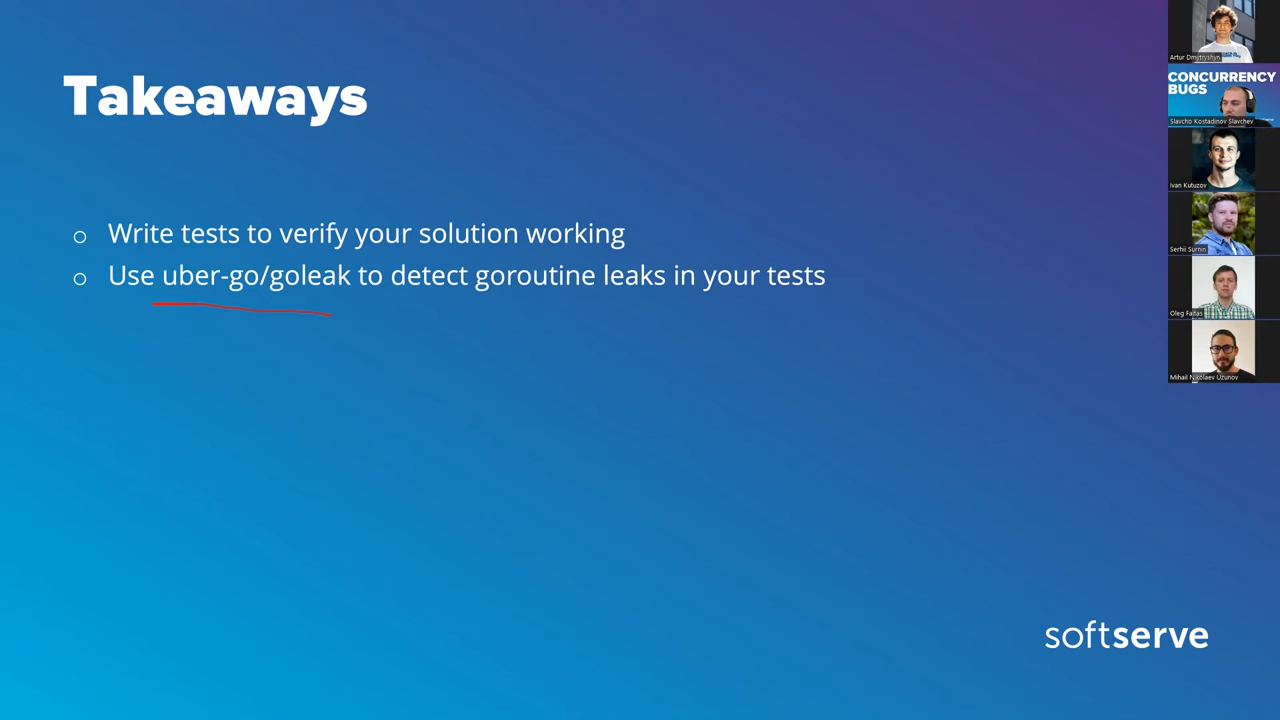 Takeaways
Write tests to verify your solution working
Use uber-go/goleak to detect goroutine leaks in your tests
softserve
Artur Dmytryshyn
CONCURRENCY
BUGS
Slavcho Kostadinov Slavchev
Ivan Kutuzov
Serhii Surnin
Oleg
Mihail Nikolaev Uzunov